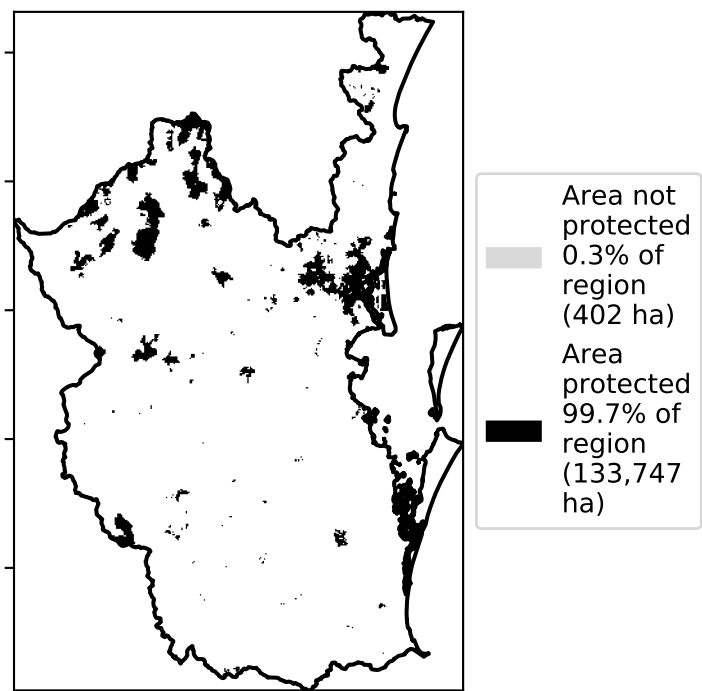 Area not
protected
0.3% of
region
(402 ha)
Area
protected
99.7% of
region
(133,747
ha)